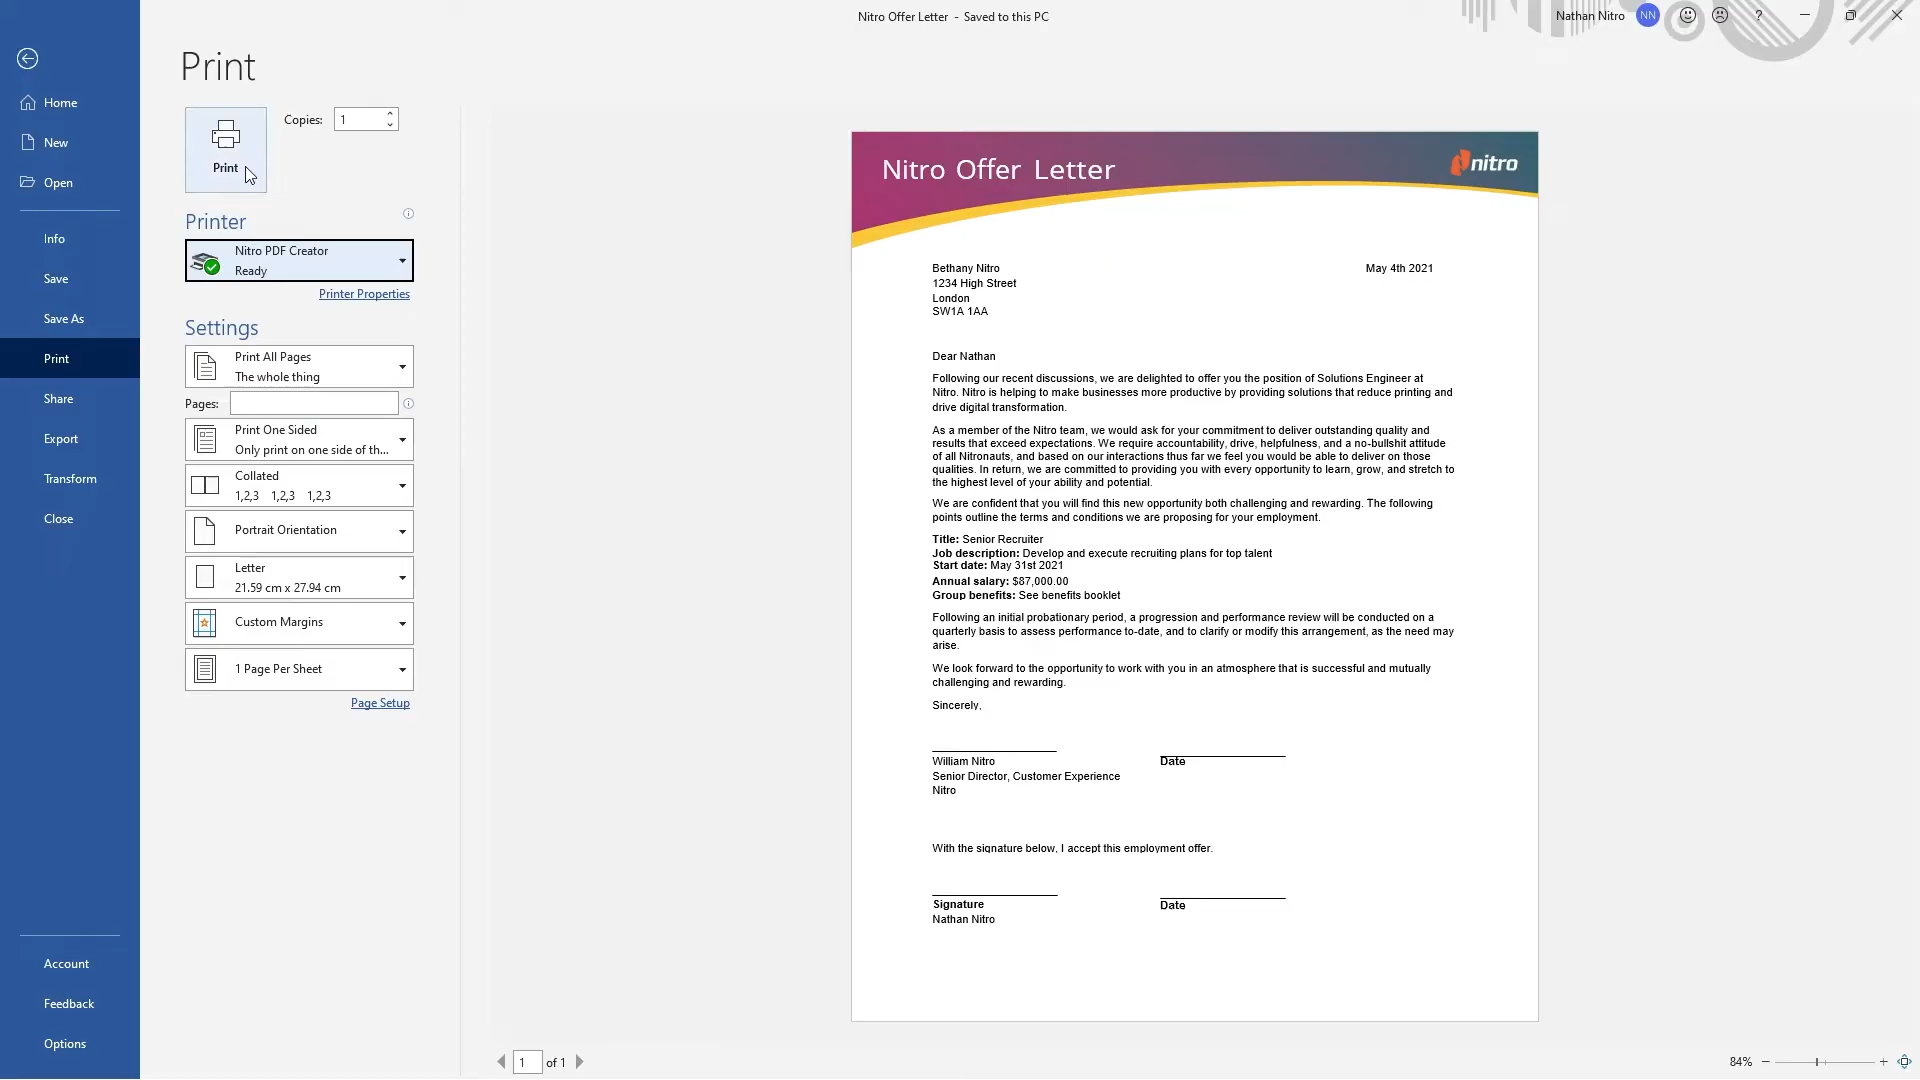 Nitro Offer Letter - Saved to this PC
Nathan Nitro NN ?
Home
New
Open
Info
Save
Save As
Print
Share
Export
Transform
Close
Account
Feedback
Options
Print
Print
Copies: 1
Printer
Nitro PDF Creator
Ready
Printer Properties
Settings
Print All Pages
The whole thing
Pages:
Print One Sided
Only print on one side of th...
Collated
1,2,3 1,2,3 1,2,3
Portrait Orientation
Letter
21.59 cm x 27.94 cm
Custom Margins
1 Page Per Sheet
Page Setup
Nitro Offer Letter
nitro
Bethany Nitro May 4th 2021
1234 High Street
London
SW1A 1AA
Dear Nathan
Following our recent discussions, we are delighted to offer you the position of Solutions Engineer at
Nitro. Nitro is helping to make businesses more productive by providing solutions that reduce printing and
drive digital transformation.
As a member of the Nitro team, we would ask for your commitment to deliver outstanding quality and
results that exceed expectations. We require accountability, drive, helpfulness, and a no-bullshit attitude
of all Nitronauts, and based on our interactions thus far we feel you would be able to deliver on those
qualities. In return, we are committed to providing you with every opportunity to learn, grow, and stretch to
the highest level of your ability and potential.
We are confident that you will find this new opportunity both challenging and rewarding. The following
points outline the terms and conditions we are proposing for your employment.
Title: Senior Recruiter
Job description: Develop and execute recruiting plans for top talent
Start date: May 31st 2021
Annual salary: $87,000.00
Group benefits: See benefits booklet
Following an initial probationary period, a progression and performance review will be conducted on a
quarterly basis to assess performance to-date, and to clarify or modify this arrangement, as the need may
arise.
We look forward to the opportunity to work with you in an atmosphere that is successful and mutually
challenging and rewarding.
Sincerely,
William Nitro Date
Senior Director, Customer Experience
Nitro
With the signature below, I accept this employment offer.
Signature Date
Nathan Nitro
1 of 1
84%